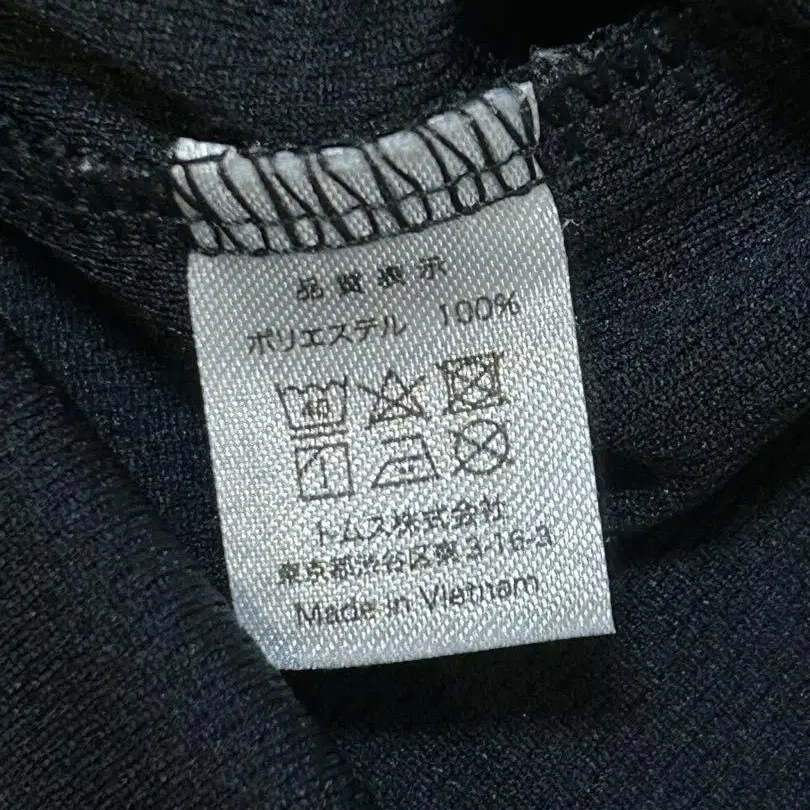 品質表示
ポリエステル 100%
40
トムス株式会社
東京都渋谷区東3-16-3
Made in Vietnam